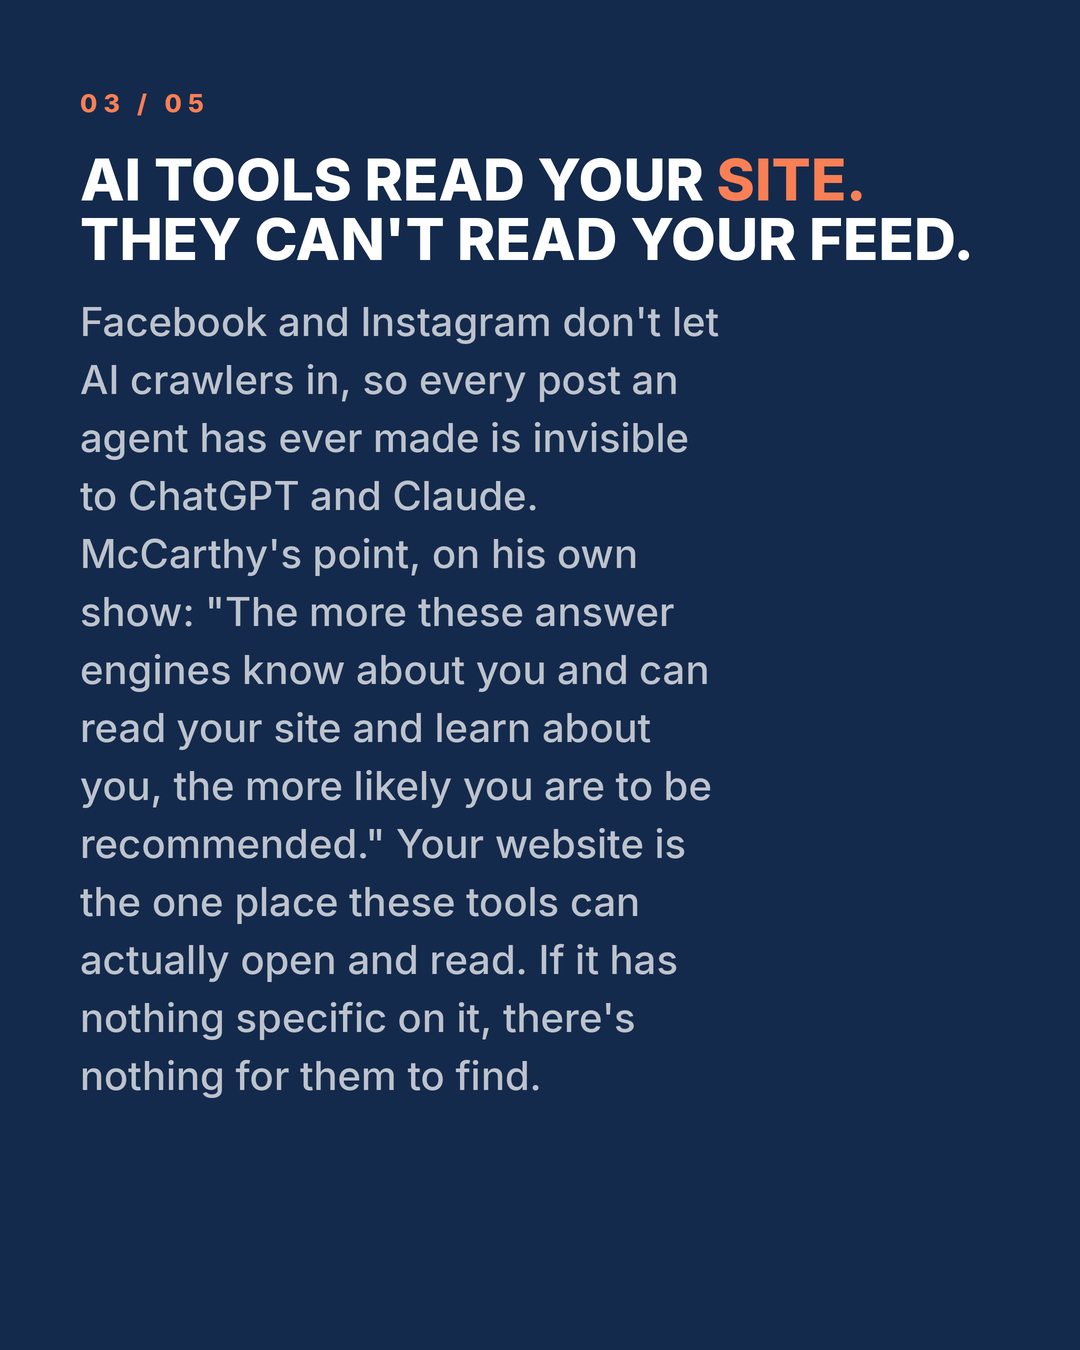 03 / 05
AI TOOLS READ YOUR SITE.
THEY CAN'T READ YOUR FEED.
Facebook and Instagram don't let
AI crawlers in, so every post an
agent has ever made is invisible
to ChatGPT and Claude.
McCarthy's point, on his own
show: "The more these answer
engines know about you and can
read your site and learn about
you, the more likely you are to be
recommended." Your website is
the one place these tools can
actually open and read. If it has
nothing specific on it, there's
nothing for them to find.